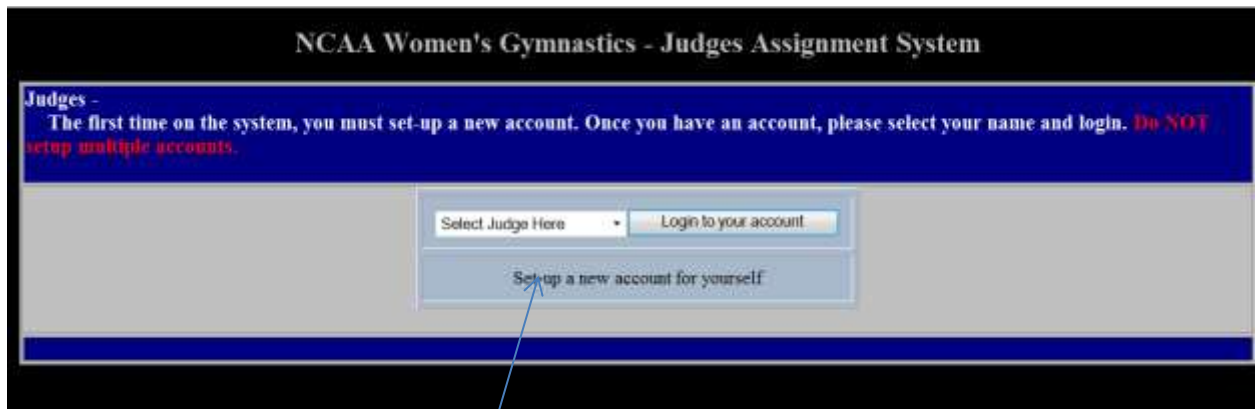 NCAA Women's Gymnastics - Judges Assignment System
Judges -
The first time on the system, you must set-up a new account. Once you have an account, please select your name and login. Do NOT
setup multiple accounts.
Select Judge Here
Login to your account
Set-up a new account for yourself